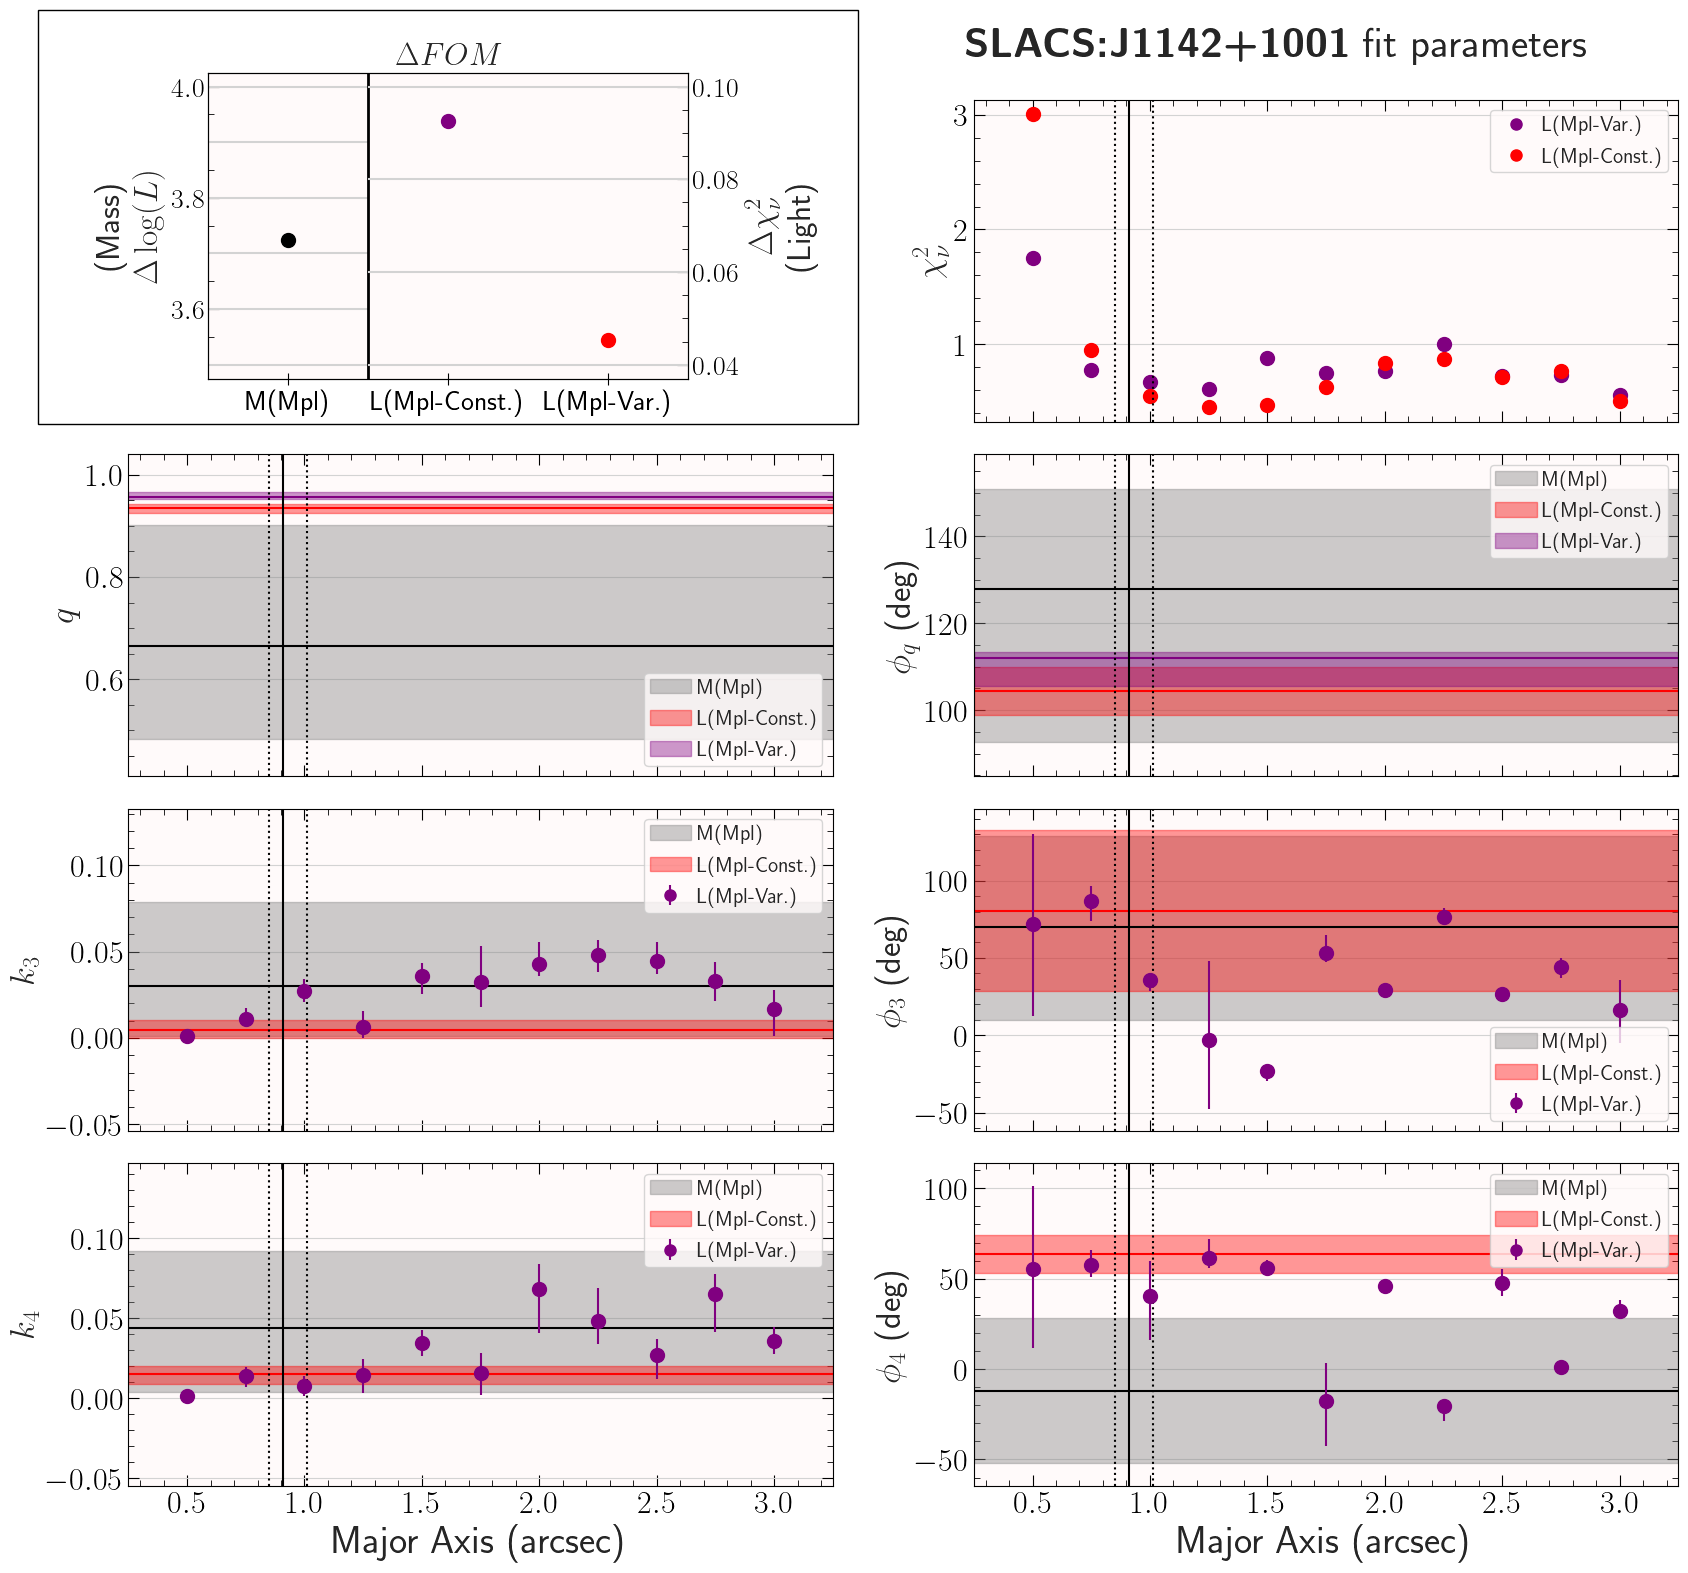 SLACS:J1142+1001 fit parameters
ΔFOM
4.0
3.8
3.6
(Mass)
Δ log(L)
0.10
0.08
0.06
0.04
Δχ²ν
(Light)
M(Mpl) L(Mpl-Const.) L(Mpl-Var.)
3
2
1
χ²ν
L(Mpl-Var.)
L(Mpl-Const.)
1.0
0.8
0.6
q
M(Mpl)
L(Mpl-Const.)
L(Mpl-Var.)
140
120
100
ϕq (deg)
M(Mpl)
L(Mpl-Const.)
L(Mpl-Var.)
0.10
0.05
0.00
−0.05
k3
M(Mpl)
L(Mpl-Const.)
L(Mpl-Var.)
100
50
0
−50
ϕ3 (deg)
M(Mpl)
L(Mpl-Const.)
L(Mpl-Var.)
0.10
0.05
0.00
−0.05
k4
M(Mpl)
L(Mpl-Const.)
L(Mpl-Var.)
0.5 1.0 1.5 2.0 2.5 3.0
Major Axis (arcsec)
100
50
0
−50
ϕ4 (deg)
M(Mpl)
L(Mpl-Const.)
L(Mpl-Var.)
0.5 1.0 1.5 2.0 2.5 3.0
Major Axis (arcsec)